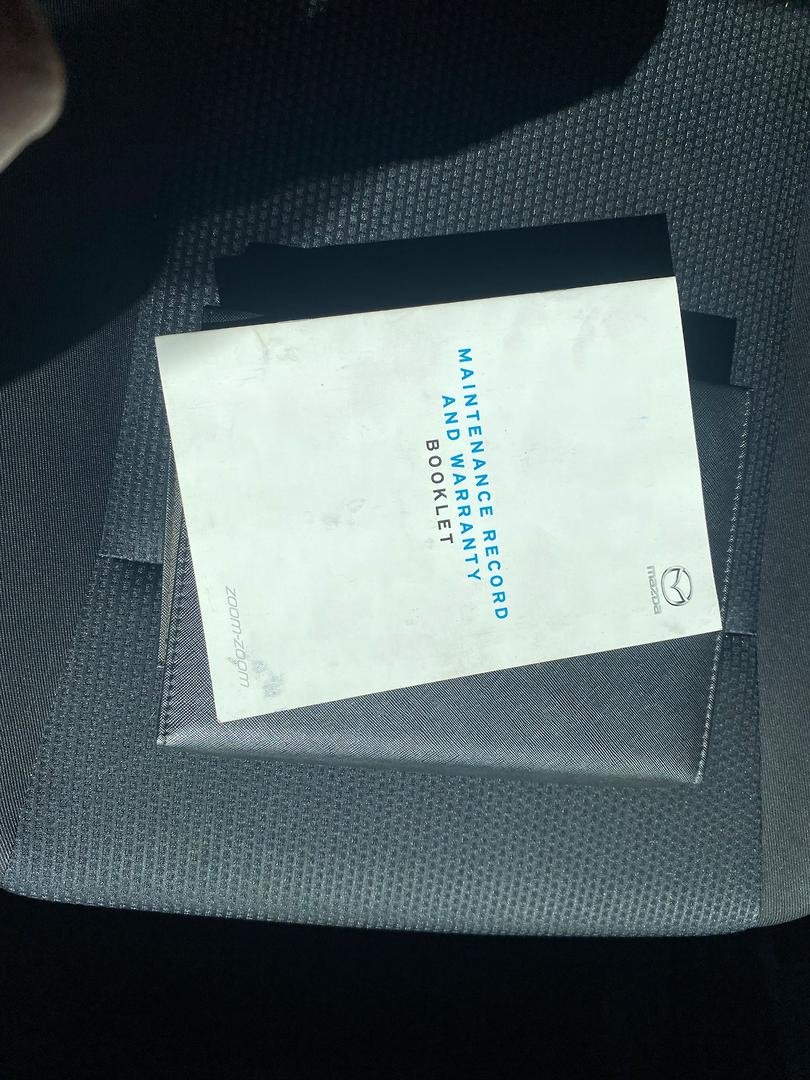 mazda
MAINTENANCE RECORD
AND WARRANTY
BOOKLET
zoom-zoom